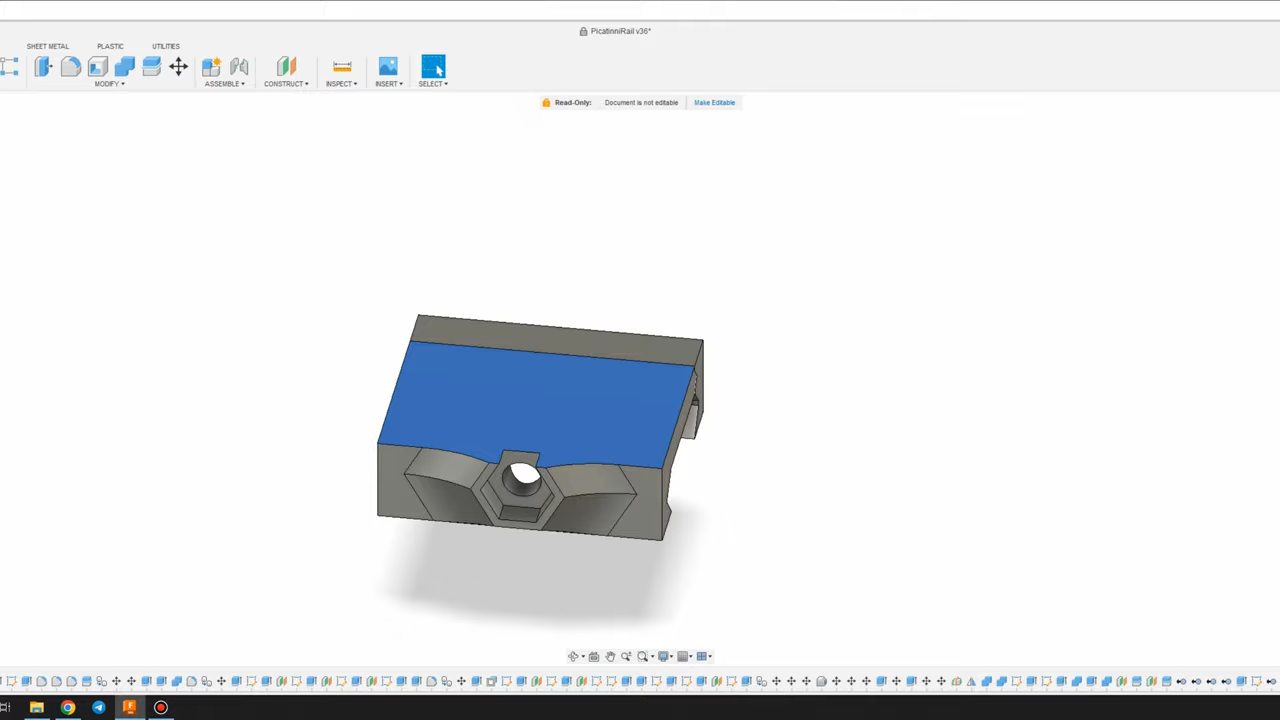 PicatinniRail v36*
SHEET METAL PLASTIC UTILITIES
MODIFY ASSEMBLE CONSTRUCT INSPECT INSERT SELECT
Read-Only: Document is not editable Make Editable